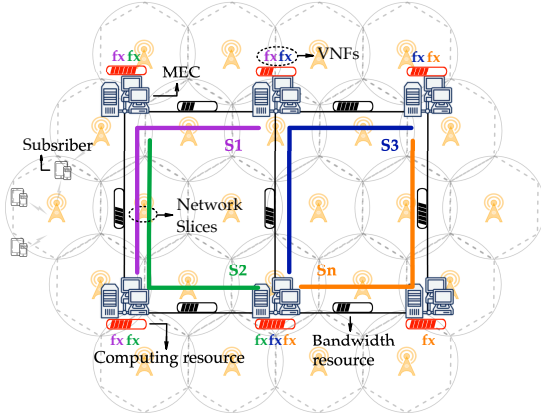 fx fx
fx fx
VNFs
fx fx
MEC
Subsriber
S1
S3
Network
Slices
S2
Sn
fx fx
fx fx fx
fx
Computing resource
Bandwidth
resource